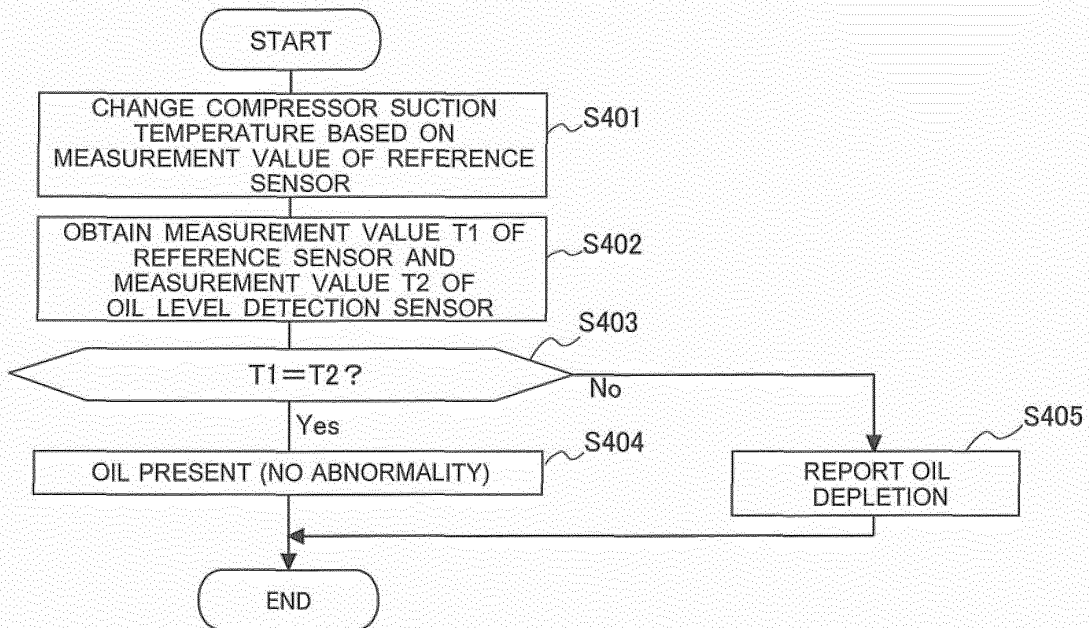 START
CHANGE COMPRESSOR SUCTION
TEMPERATURE BASED ON
MEASUREMENT VALUE OF REFERENCE
SENSOR
S401
OBTAIN MEASUREMENT VALUE T1 OF
REFERENCE SENSOR AND
MEASUREMENT VALUE T2 OF
OIL LEVEL DETECTION SENSOR
S402
S403
T1=T2?
No
Yes
S404
OIL PRESENT (NO ABNORMALITY)
S405
REPORT OIL
DEPLETION
END